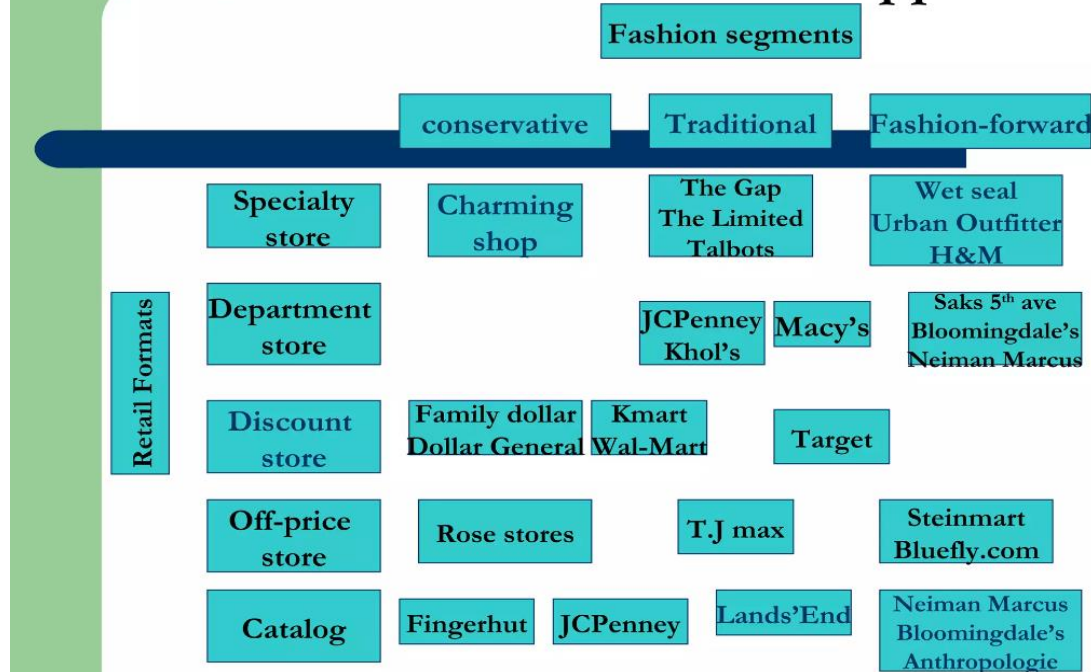 Fashion segments
conservative
Traditional
Fashion-forward
Specialty
store
Charming
shop
The Gap
The Limited
Talbots
Wet seal
Urban Outfitter
H&M
Retail Formats
Department
store
JCPenney
Khol's
Macy's
Saks 5th ave
Bloomingdale's
Neiman Marcus
Discount
store
Family dollar
Dollar General
Kmart
Wal-Mart
Target
Off-price
store
Rose stores
T.J max
Steinmart
Bluefly.com
Catalog
Fingerhut
JCPenney
Lands'End
Neiman Marcus
Bloomingdale's
Anthropologie